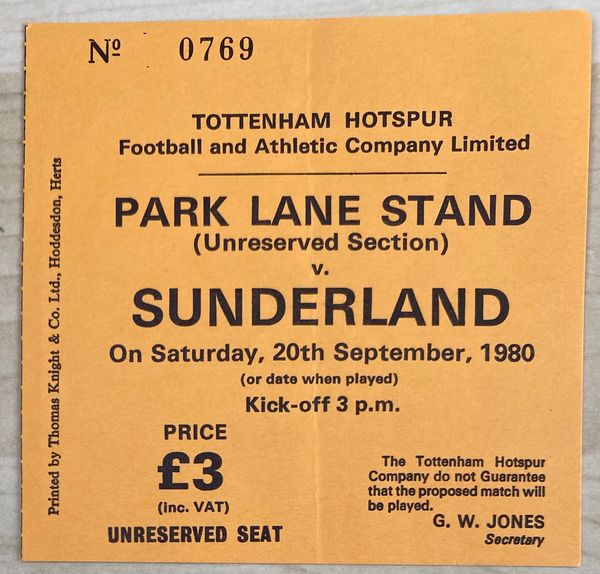 Nº 0769
TOTTENHAM HOTSPUR
Football and Athletic Company Limited
PARK LANE STAND
(Unreserved Section)
v.
SUNDERLAND
On Saturday, 20th September, 1980
(or date when played)
Kick-off 3 p.m.
PRICE
£3
(inc. VAT)
UNRESERVED SEAT
The Tottenham Hotspur
Company do not Guarantee
that the proposed match will
be played.
G. W. JONES
Secretary
Printed by Thomas Knight & Co. Ltd., Hoddesdon, Herts